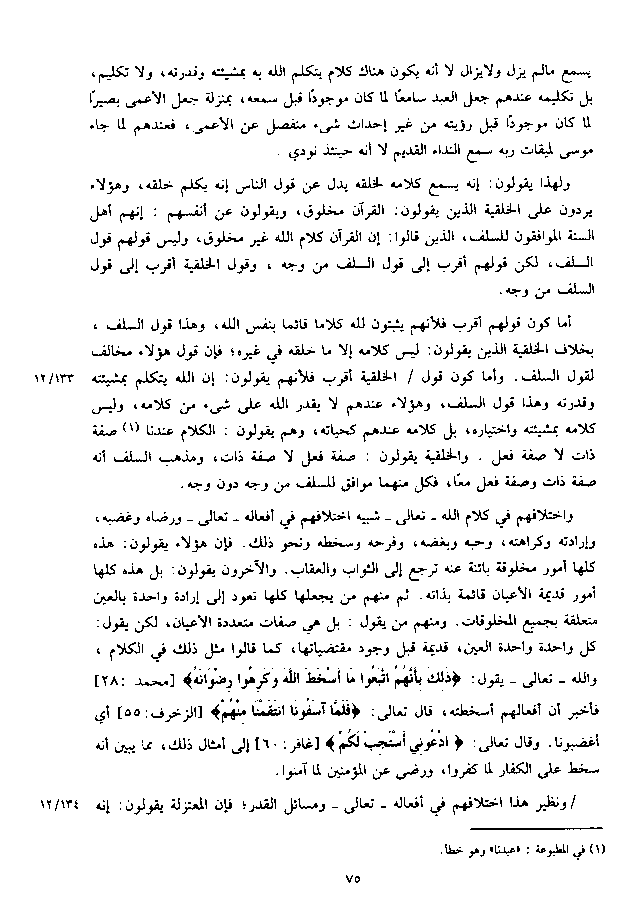 يسمع مالم يزل ولايزال لا أنه يكون هناك كلام يتكلم الله به بمشيئته وقدرته، ولا تكليم،
بل تكليمه عندهم جعل العبد سامعًا لما كان موجودًا قبل سمعه، بمنزلة جعل الأعمى بصيرًا
لما كان موجودًا قبل رؤيته من غير إحداث شىء منفصل عن الأعمى، فعندهم لما جاء
موسى لميقات ربه سمع النداء القديم لا أنه حينئذ نودي .
ولهذا يقولون: إنه يسمع كلامه لخلقه يدل عن قول الناس إنه يكلم خلقه، وهؤلاء
يردون على الخلقية الذين يقولون: القرآن مخلوق، ويقولون عن أنفسهم : إنهم أهل
السنة الموافقون للسلف، الذين قالوا: إن القرآن كلام الله غير مخلوق، وليس قولهم قول
السلف، لكن قولهم أقرب إلى قول السلف من وجه ، وقول الخلقية أقرب إلى قول
السلف من وجه.
أما كون قولهم أقرب فلأنهم يثبتون لله كلاما قائما بنفس الله، وهذا قول السلف ،
بخلاف الخلقية الذين يقولون: ليس كلامه إلا ما خلقه في غيره؛ فإن قول هؤلاء مخالف
لقول السلف. وأما كون قول / الخلقية أقرب فلأنهم يقولون: إن الله يتكلم بمشيئته ١٢/١٣٣
وقدرته وهذا قول السلف، وهؤلاء عندهم لا يقدر الله على شىء من كلامه، وليس
كلامه بمشيئته واختياره، بل كلامه عندهم كحياته، وهم يقولون : الكلام عندنا (١) صفة
ذات لا صفة فعل . والخلقية يقولون : صفة فعل لا صفة ذات، ومذهب السلف أنه
صفة ذات وصفة فعل معًا، فكل منهما موافق للسلف من وجه دون وجه.
واختلافهم في كلام الله ـ تعالى ـ شبيه اختلافهم في أفعاله ـ تعالى ـ ورضاه وغضبه،
وإرادته وكراهته، وحبه وبغضه، وفرحه وسخطه ونحو ذلك. فإن هؤلاء يقولون: هذه
كلها أمور مخلوقة بائنة عنه ترجع إلى الثواب والعقاب. والآخرون يقولون: بل هذه كلها
أمور قديمة الأعيان قائمة بذاته. ثم منهم من يجعلها كلها تعود إلى إرادة واحدة بالعين
متعلقة بجميع المخلوقات. ومنهم من يقول : بل هي صفات متعددة الأعيان، لكن يقول:
كل واحدة واحدة العين، قديمة قبل وجود مقتضياتها، كما قالوا مثل ذلك في الكلام ،
والله ـ تعالى ـ يقول: ﴿ذَلِكَ بِأَنَّهُمُ اتَّبَعُوا مَا أَسْخَطَ اللَّهَ وَكَرِهُوا رِضْوَانَهُ﴾ [محمد :٢٨]
فأخبر أن أفعالهم أسخطته، قال تعالى: ﴿فَلَمَّا آسَفُونَا انتَقَمْنَا مِنْهُمْ﴾ [الزخرف:٥٥] أي
أغضبونا. وقال تعالى: ﴿ ادْعُونِي أَسْتَجِبْ لَكُمْ ﴾ [غافر:٦٠] إلى أمثال ذلك، مما يبين أنه
سخط على الكفار لما كفروا، ورضي عن المؤمنين لما آمنوا.
/ ونظير هذا اختلافهم في أفعاله ـ تعالى ـ ومسائل القدر؛ فإن المعتزلة يقولون: إنه ١٢/١٣٤
(١) في المطبوعة : «عبدنا» وهو خطأ.
٧٥